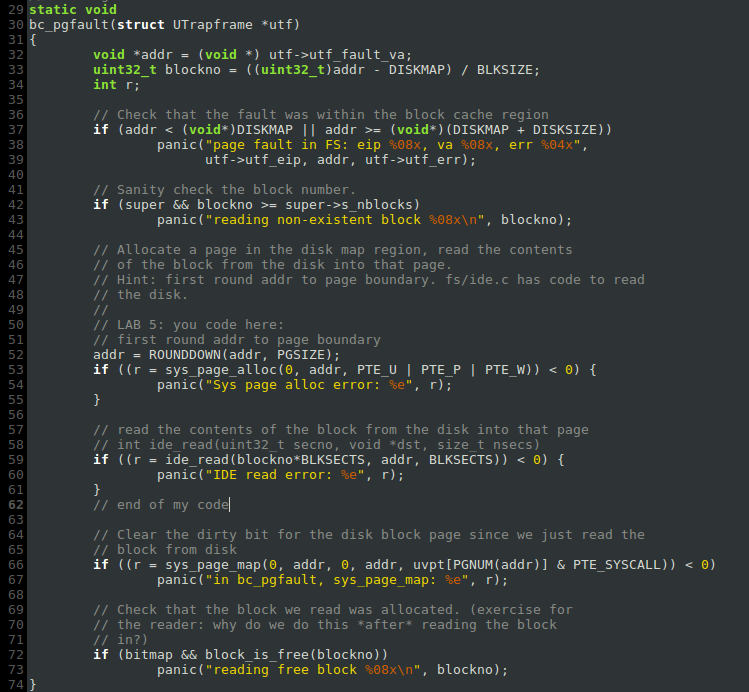 29 static void
30 bc_pgfault(struct UTrapframe *utf)
31 {
32         void *addr = (void *) utf->utf_fault_va;
33         uint32_t blockno = ((uint32_t)addr - DISKMAP) / BLKSIZE;
34         int r;
35
36         // Check that the fault was within the block cache region
37         if (addr < (void*)DISKMAP || addr >= (void*)(DISKMAP + DISKSIZE))
38                 panic("page fault in FS: eip %08x, va %08x, err %04x",
39                       utf->utf_eip, addr, utf->utf_err);
40
41         // Sanity check the block number.
42         if (super && blockno >= super->s_nblocks)
43                 panic("reading non-existent block %08x\n", blockno);
44
45         // Allocate a page in the disk map region, read the contents
46         // of the block from the disk into that page.
47         // Hint: first round addr to page boundary. fs/ide.c has code to read
48         // the disk.
49         //
50         // LAB 5: you code here:
51         // first round addr to page boundary
52         addr = ROUNDDOWN(addr, PGSIZE);
53         if ((r = sys_page_alloc(0, addr, PTE_U | PTE_P | PTE_W)) < 0) {
54                 panic("Sys page alloc error: %e", r);
55         }
56
57         // read the contents of the block from the disk into that page
58         // int ide_read(uint32_t secno, void *dst, size_t nsecs)
59         if ((r = ide_read(blockno*BLKSECTS, addr, BLKSECTS)) < 0) {
60                 panic("IDE read error: %e", r);
61         }
62         // end of my code
63
64         // Clear the dirty bit for the disk block page since we just read the
65         // block from disk
66         if ((r = sys_page_map(0, addr, 0, addr, uvpt[PGNUM(addr)] & PTE_SYSCALL)) < 0)
67                 panic("in bc_pgfault, sys_page_map: %e", r);
68
69         // Check that the block we read was allocated. (exercise for
70         // the reader: why do we do this *after* reading the block
71         // in?)
72         if (bitmap && block_is_free(blockno))
73                 panic("reading free block %08x\n", blockno);
74 }